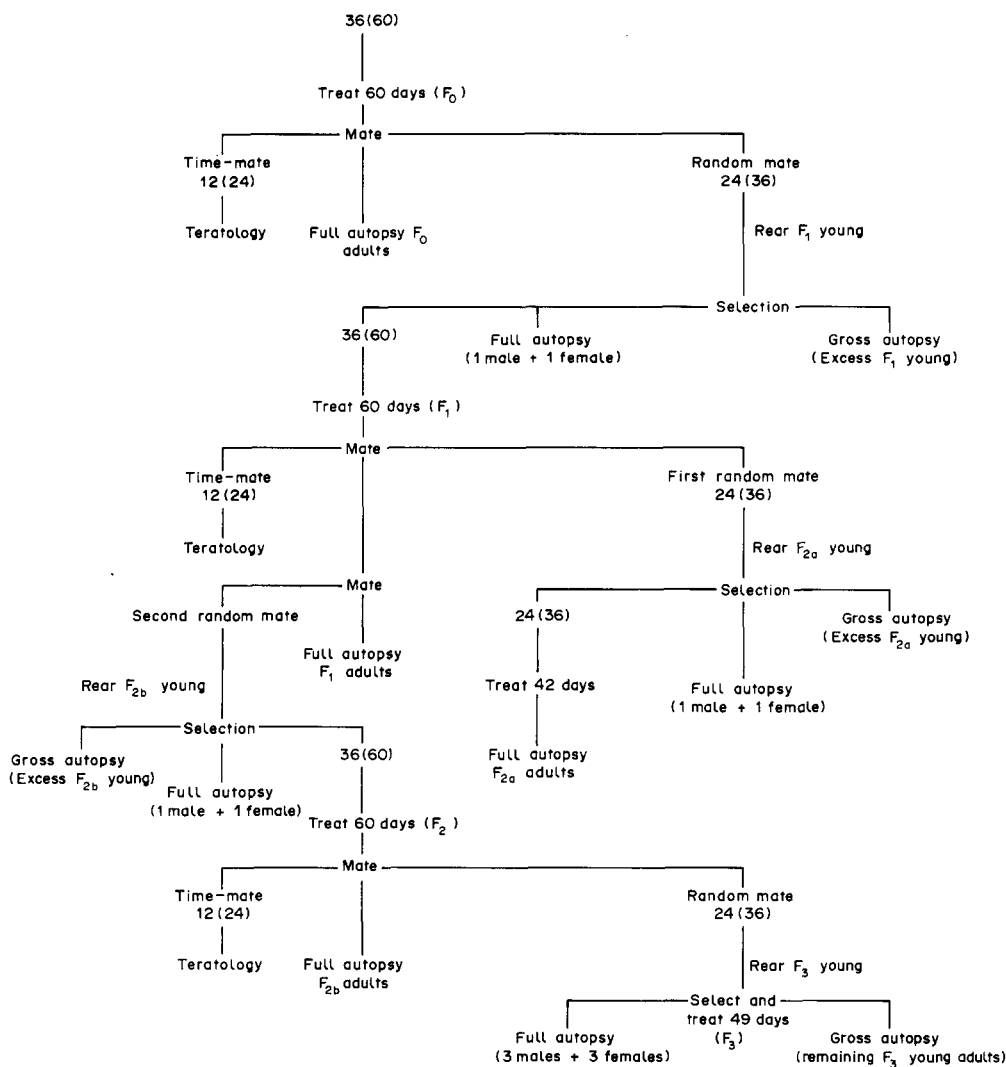 36(60)
Treat 60 days (F0)
Mate
Time-mate
12(24)
Random mate
24(36)
Teratology
Full autopsy F0
adults
Rear F1 young
Selection
36(60)
Full autopsy
(1 male + 1 female)
Gross autopsy
(Excess F1 young)
Treat 60 days (F1)
Mate
Time-mate
12(24)
First random mate
24(36)
Teratology
Rear F2a young
Mate
Selection
Second random mate
24(36)
Gross autopsy
(Excess F2a young)
Full autopsy
F1 adults
Rear F2b young
Treat 42 days
Full autopsy
(1 male + 1 female)
Selection
Gross autopsy
(Excess F2b young)
36(60)
Full autopsy
F2a adults
Full autopsy
(1 male + 1 female)
Treat 60 days (F2)
Mate
Time-mate
12(24)
Random mate
24(36)
Teratology
Full autopsy
F2b adults
Rear F3 young
Select and
treat 49 days
(F3)
Full autopsy
(3 males + 3 females)
Gross autopsy
(remaining F3 young adults)